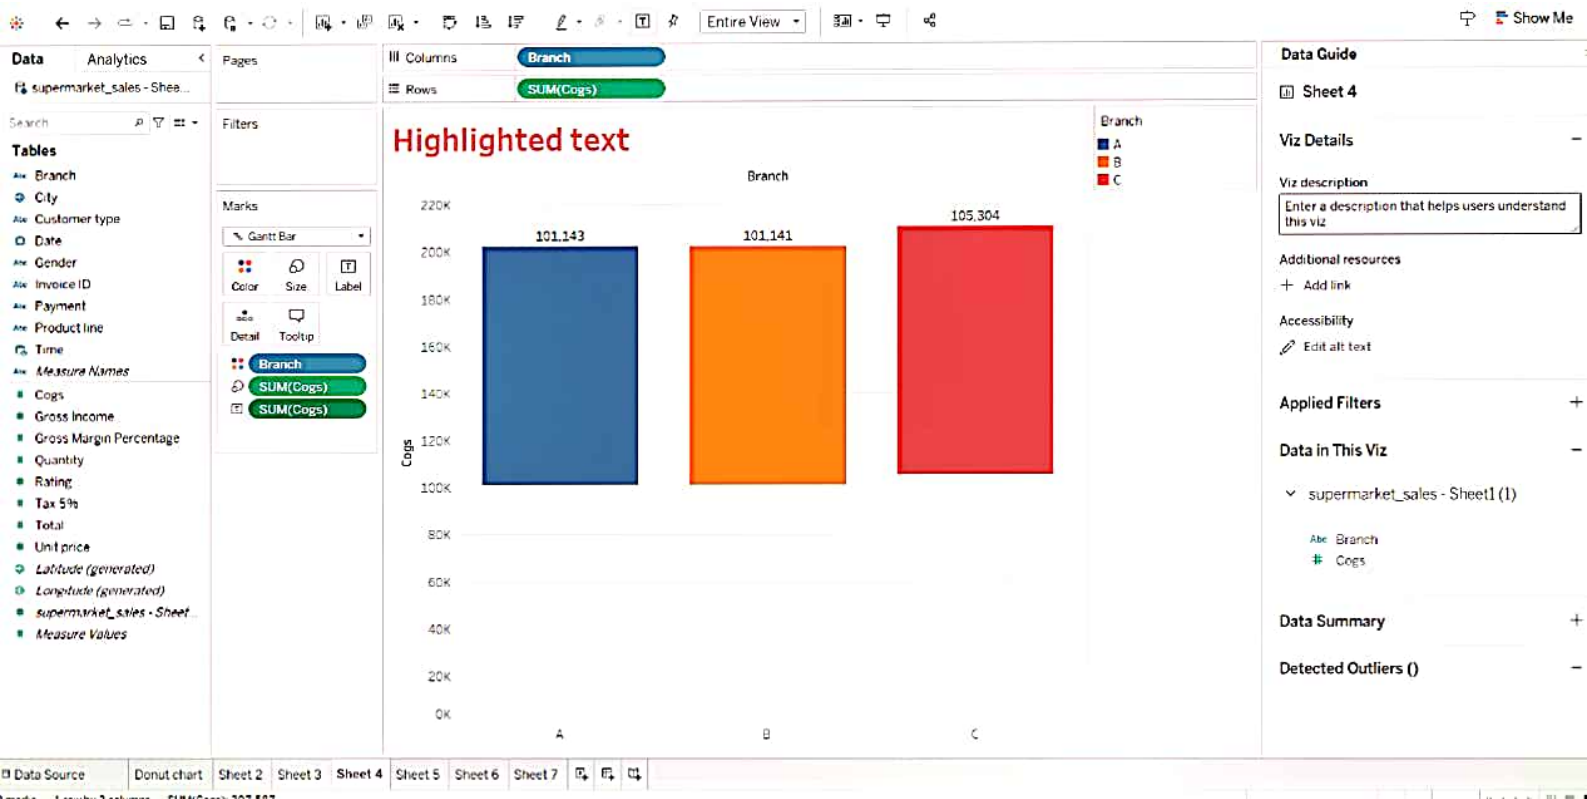 Entire View
Show Me
Data
Analytics
supermarket_sales - Shee...
Search
Tables
Branch
City
Customer type
Date
Gender
Invoice ID
Payment
Product line
Time
Measure Names
Cogs
Gross Income
Gross Margin Percentage
Quantity
Rating
Tax 5%
Total
Unit price
Latitude (generated)
Longitude (generated)
supermarket_sales - Sheet...
Measure Values
Pages
Filters
Marks
Gantt Bar
Color
Size
Label
Detail
Tooltip
Branch
SUM(Cogs)
SUM(Cogs)
Columns
Branch
Rows
SUM(Cogs)
Highlighted text
Branch
220K
200K
180K
160K
140K
120K
100K
80K
60K
40K
20K
0K
Cogs
101,143
101,141
105,304
A
B
C
Branch
A
B
C
Data Guide
Sheet 4
Viz Details
Viz description
Enter a description that helps users understand
this viz
Additional resources
Add link
Accessibility
Edit alt text
Applied Filters
Data in This Viz
supermarket_sales - Sheet1 (1)
Abc Branch
# Cogs
Data Summary
Detected Outliers ()
Data Source
Donut chart
Sheet 2
Sheet 3
Sheet 4
Sheet 5
Sheet 6
Sheet 7